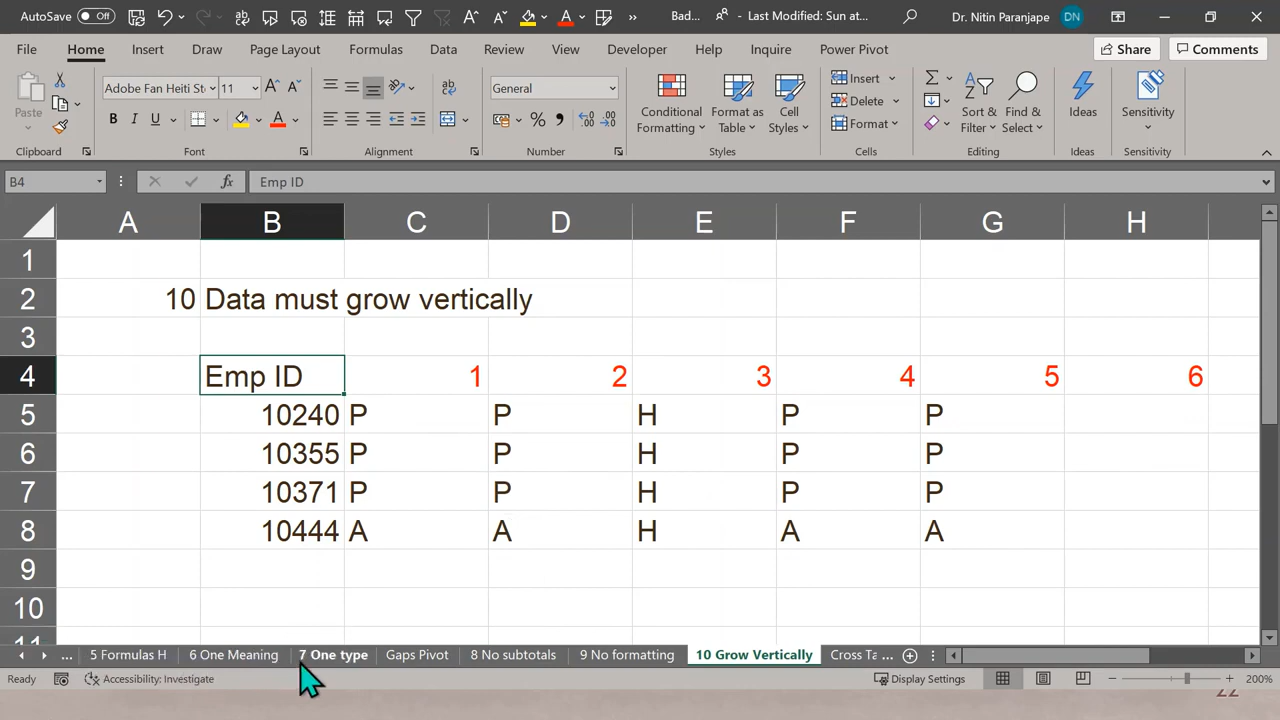 AutoSave Off Bad... - Last Modified: Sun at... Dr. Nitin Paranjape DN
File Home Insert Draw Page Layout Formulas Data Review View Developer Help Inquire Power Pivot Share Comments
Adobe Fan Heiti St 11 General Insert
Paste Conditional Formatting Format as Table Cell Styles Delete Sort & Filter Find & Select Ideas Sensitivity
Format
Clipboard Font Alignment Number Styles Cells Editing Ideas Sensitivity
B4 fx Emp ID
A B C D E F G H
1
2 10 Data must grow vertically
3
4 Emp ID 1 2 3 4 5 6
5 10240 P P H P P
6 10355 P P H P P
7 10371 P P H P P
8 10444 A A H A A
9
10
11
... 5 Formulas H 6 One Meaning 7 One type Gaps Pivot 8 No subtotals 9 No formatting 10 Grow Vertically Cross Ta ...
Ready Accessibility: Investigate Display Settings 200%
22